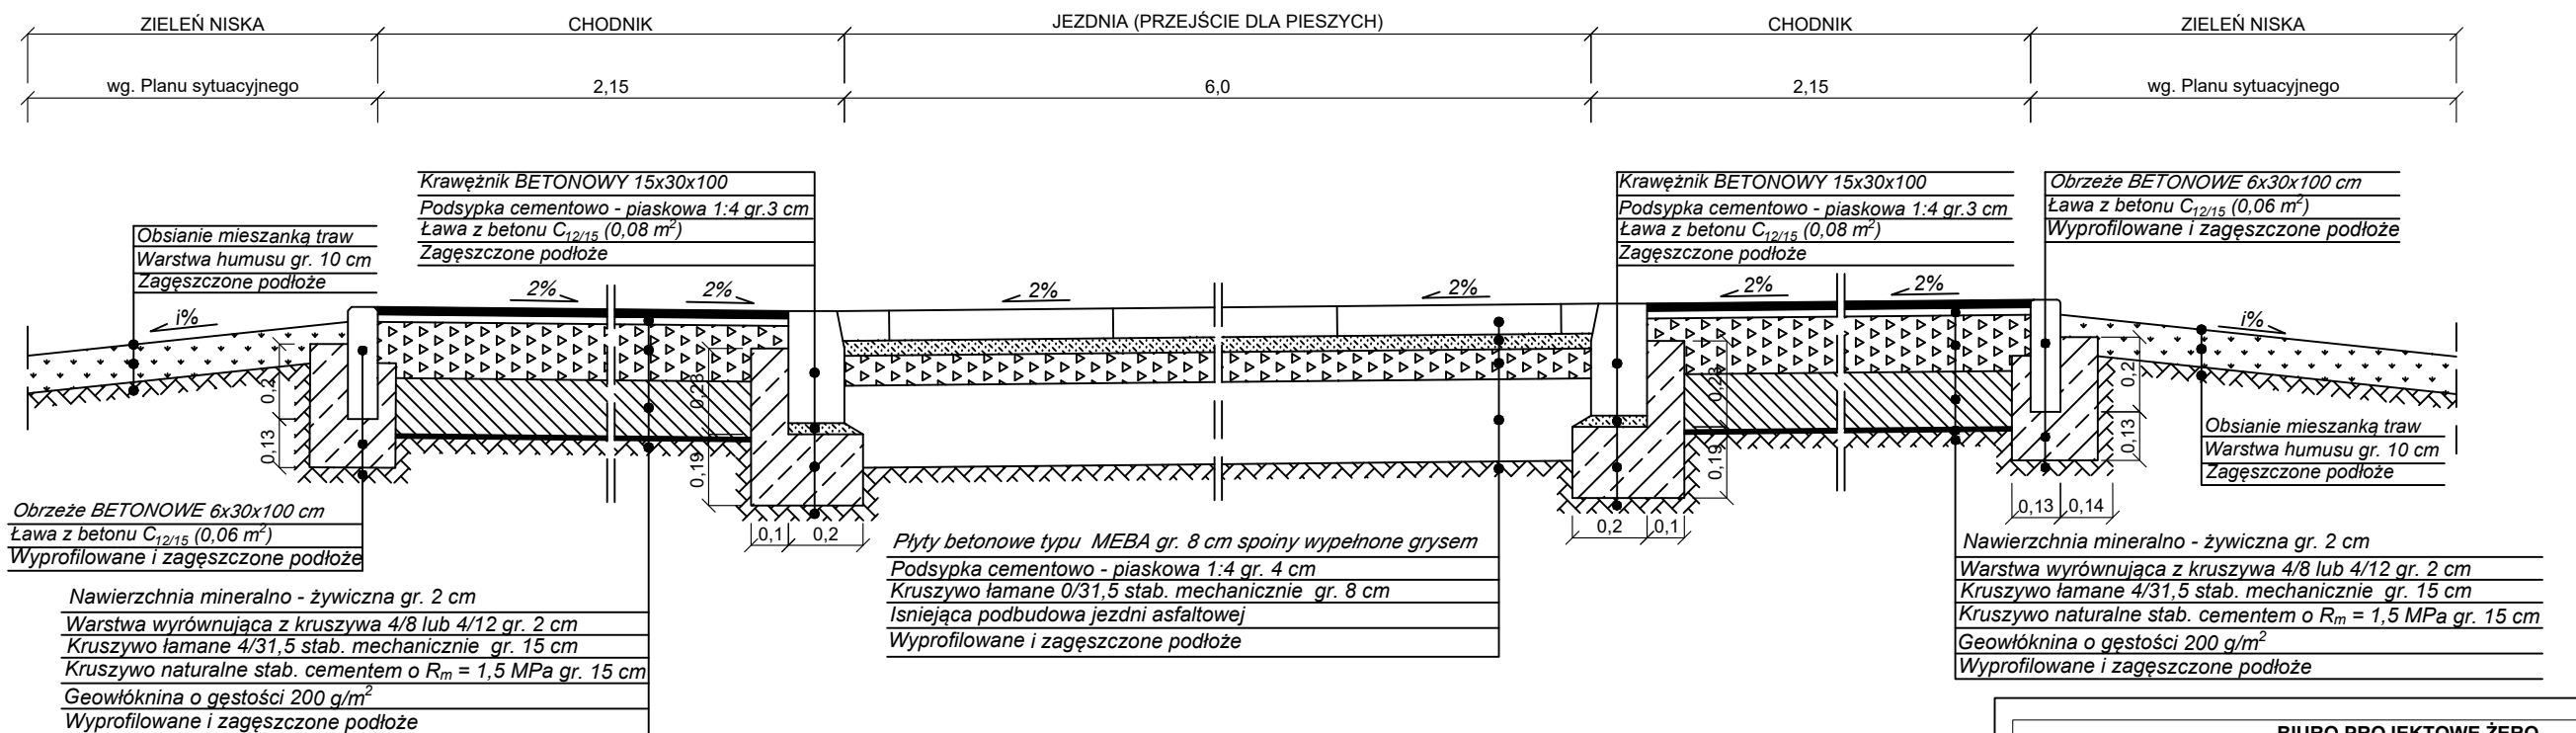 ZIELEŃ NISKA
CHODNIK
JEZDNIA (PRZEJŚCIE DLA PIESZYCH)
CHODNIK
ZIELEŃ NISKA
wg. Planu sytuacyjnego
2,15
6,0
2,15
wg. Planu sytuacyjnego
Krawężnik BETONOWY 15x30x100
Podsypka cementowo - piaskowa 1:4 gr.3 cm
Ława z betonu C12/15 (0,08 m²)
Zagęszczone podłoże
Krawężnik BETONOWY 15x30x100
Podsypka cementowo - piaskowa 1:4 gr.3 cm
Ława z betonu C12/15 (0,08 m²)
Zagęszczone podłoże
Obrzeże BETONOWE 6x30x100 cm
Ława z betonu C12/15 (0,06 m²)
Wyprofilowane i zagęszczone podłoże
Obsianie mieszanką traw
Warstwa humusu gr. 10 cm
Zagęszczone podłoże
i%
2%
2%
2%
2%
2%
2%
i%
0,2
0,13
0,23
0,19
0,1
0,2
0,23
0,19
0,2
0,1
0,2
0,13
0,13
0,14
Obsianie mieszanką traw
Warstwa humusu gr. 10 cm
Zagęszczone podłoże
Obrzeże BETONOWE 6x30x100 cm
Ława z betonu C12/15 (0,06 m²)
Wyprofilowane i zagęszczone podłoże
Płyty betonowe typu MEBA gr. 8 cm spoiny wypełnone grysem
Podsypka cementowo - piaskowa 1:4 gr. 4 cm
Kruszywo łamane 0/31,5 stab. mechanicznie gr. 8 cm
Isniejąca podbudowa jezdni asfaltowej
Wyprofilowane i zagęszczone podłoże
Nawierzchnia mineralno - żywiczna gr. 2 cm
Warstwa wyrównująca z kruszywa 4/8 lub 4/12 gr. 2 cm
Kruszywo łamane 4/31,5 stab. mechanicznie gr. 15 cm
Kruszywo naturalne stab. cementem o Rm = 1,5 MPa gr. 15 cm
Geowłóknina o gęstości 200 g/m²
Wyprofilowane i zagęszczone podłoże
Nawierzchnia mineralno - żywiczna gr. 2 cm
Warstwa wyrównująca z kruszywa 4/8 lub 4/12 gr. 2 cm
Kruszywo łamane 4/31,5 stab. mechanicznie gr. 15 cm
Kruszywo naturalne stab. cementem o Rm = 1,5 MPa gr. 15 cm
Geowłóknina o gęstości 200 g/m²
Wyprofilowane i zagęszczone podłoże
BIURO PROJEKTOWE ŻERO